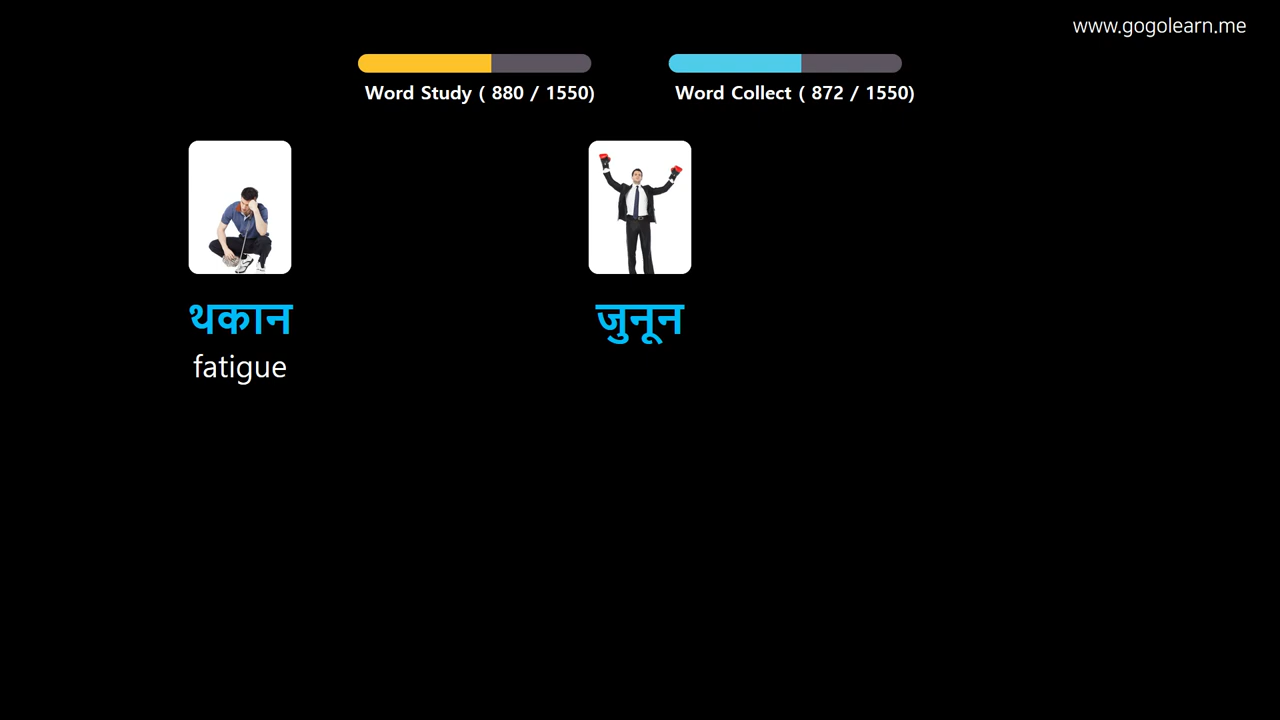 www.gogolearn.me
Word Study ( 880 / 1550)
Word Collect ( 872 / 1550)
थकान
fatigue
जुनून